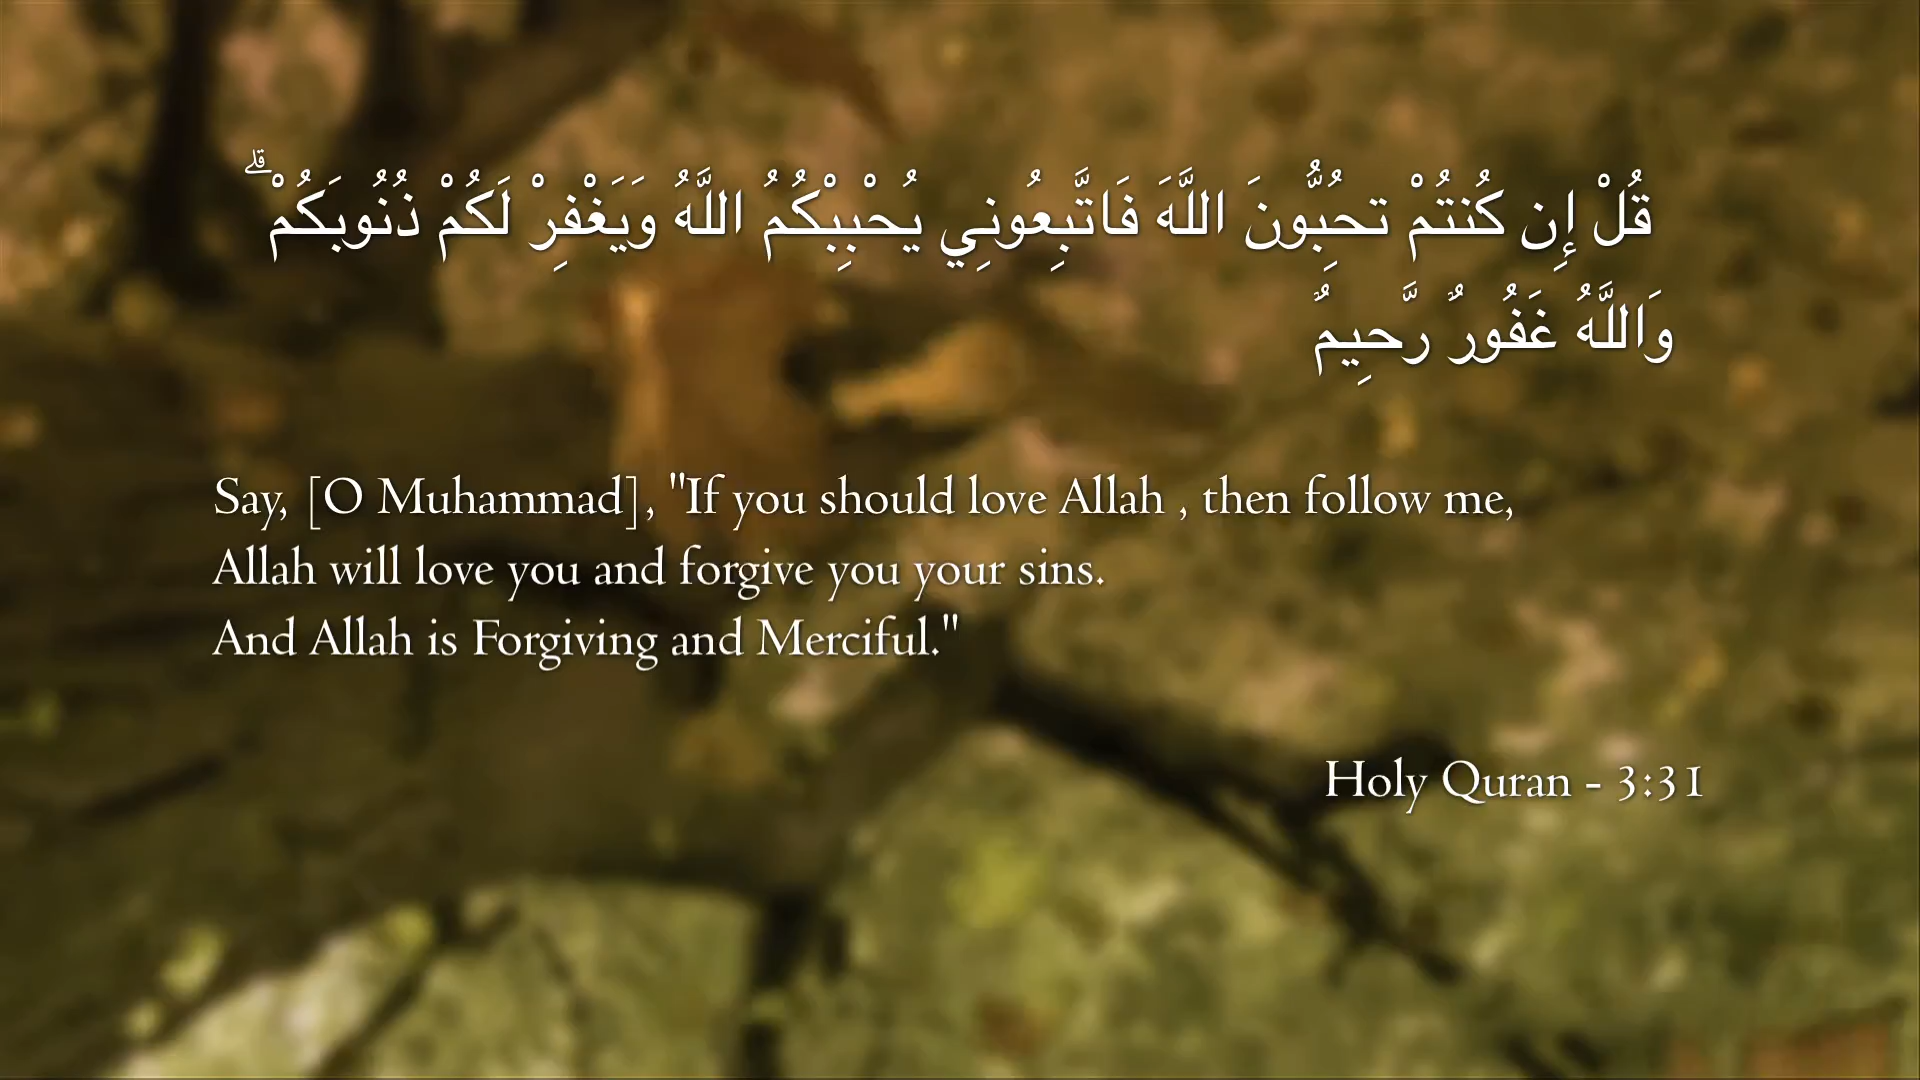 قُلْ إِن كُنتُمْ تُحِبُّونَ اللَّهَ فَاتَّبِعُونِي يُحْبِبْكُمُ اللَّهُ وَيَغْفِرْ لَكُمْ ذُنُوبَكُمْ ۗ
وَاللَّهُ غَفُورٌ رَّحِيمٌ
Say, [O Muhammad], "If you should love Allah , then follow me,
Allah will love you and forgive you your sins.
And Allah is Forgiving and Merciful."
Holy Quran - 3:31